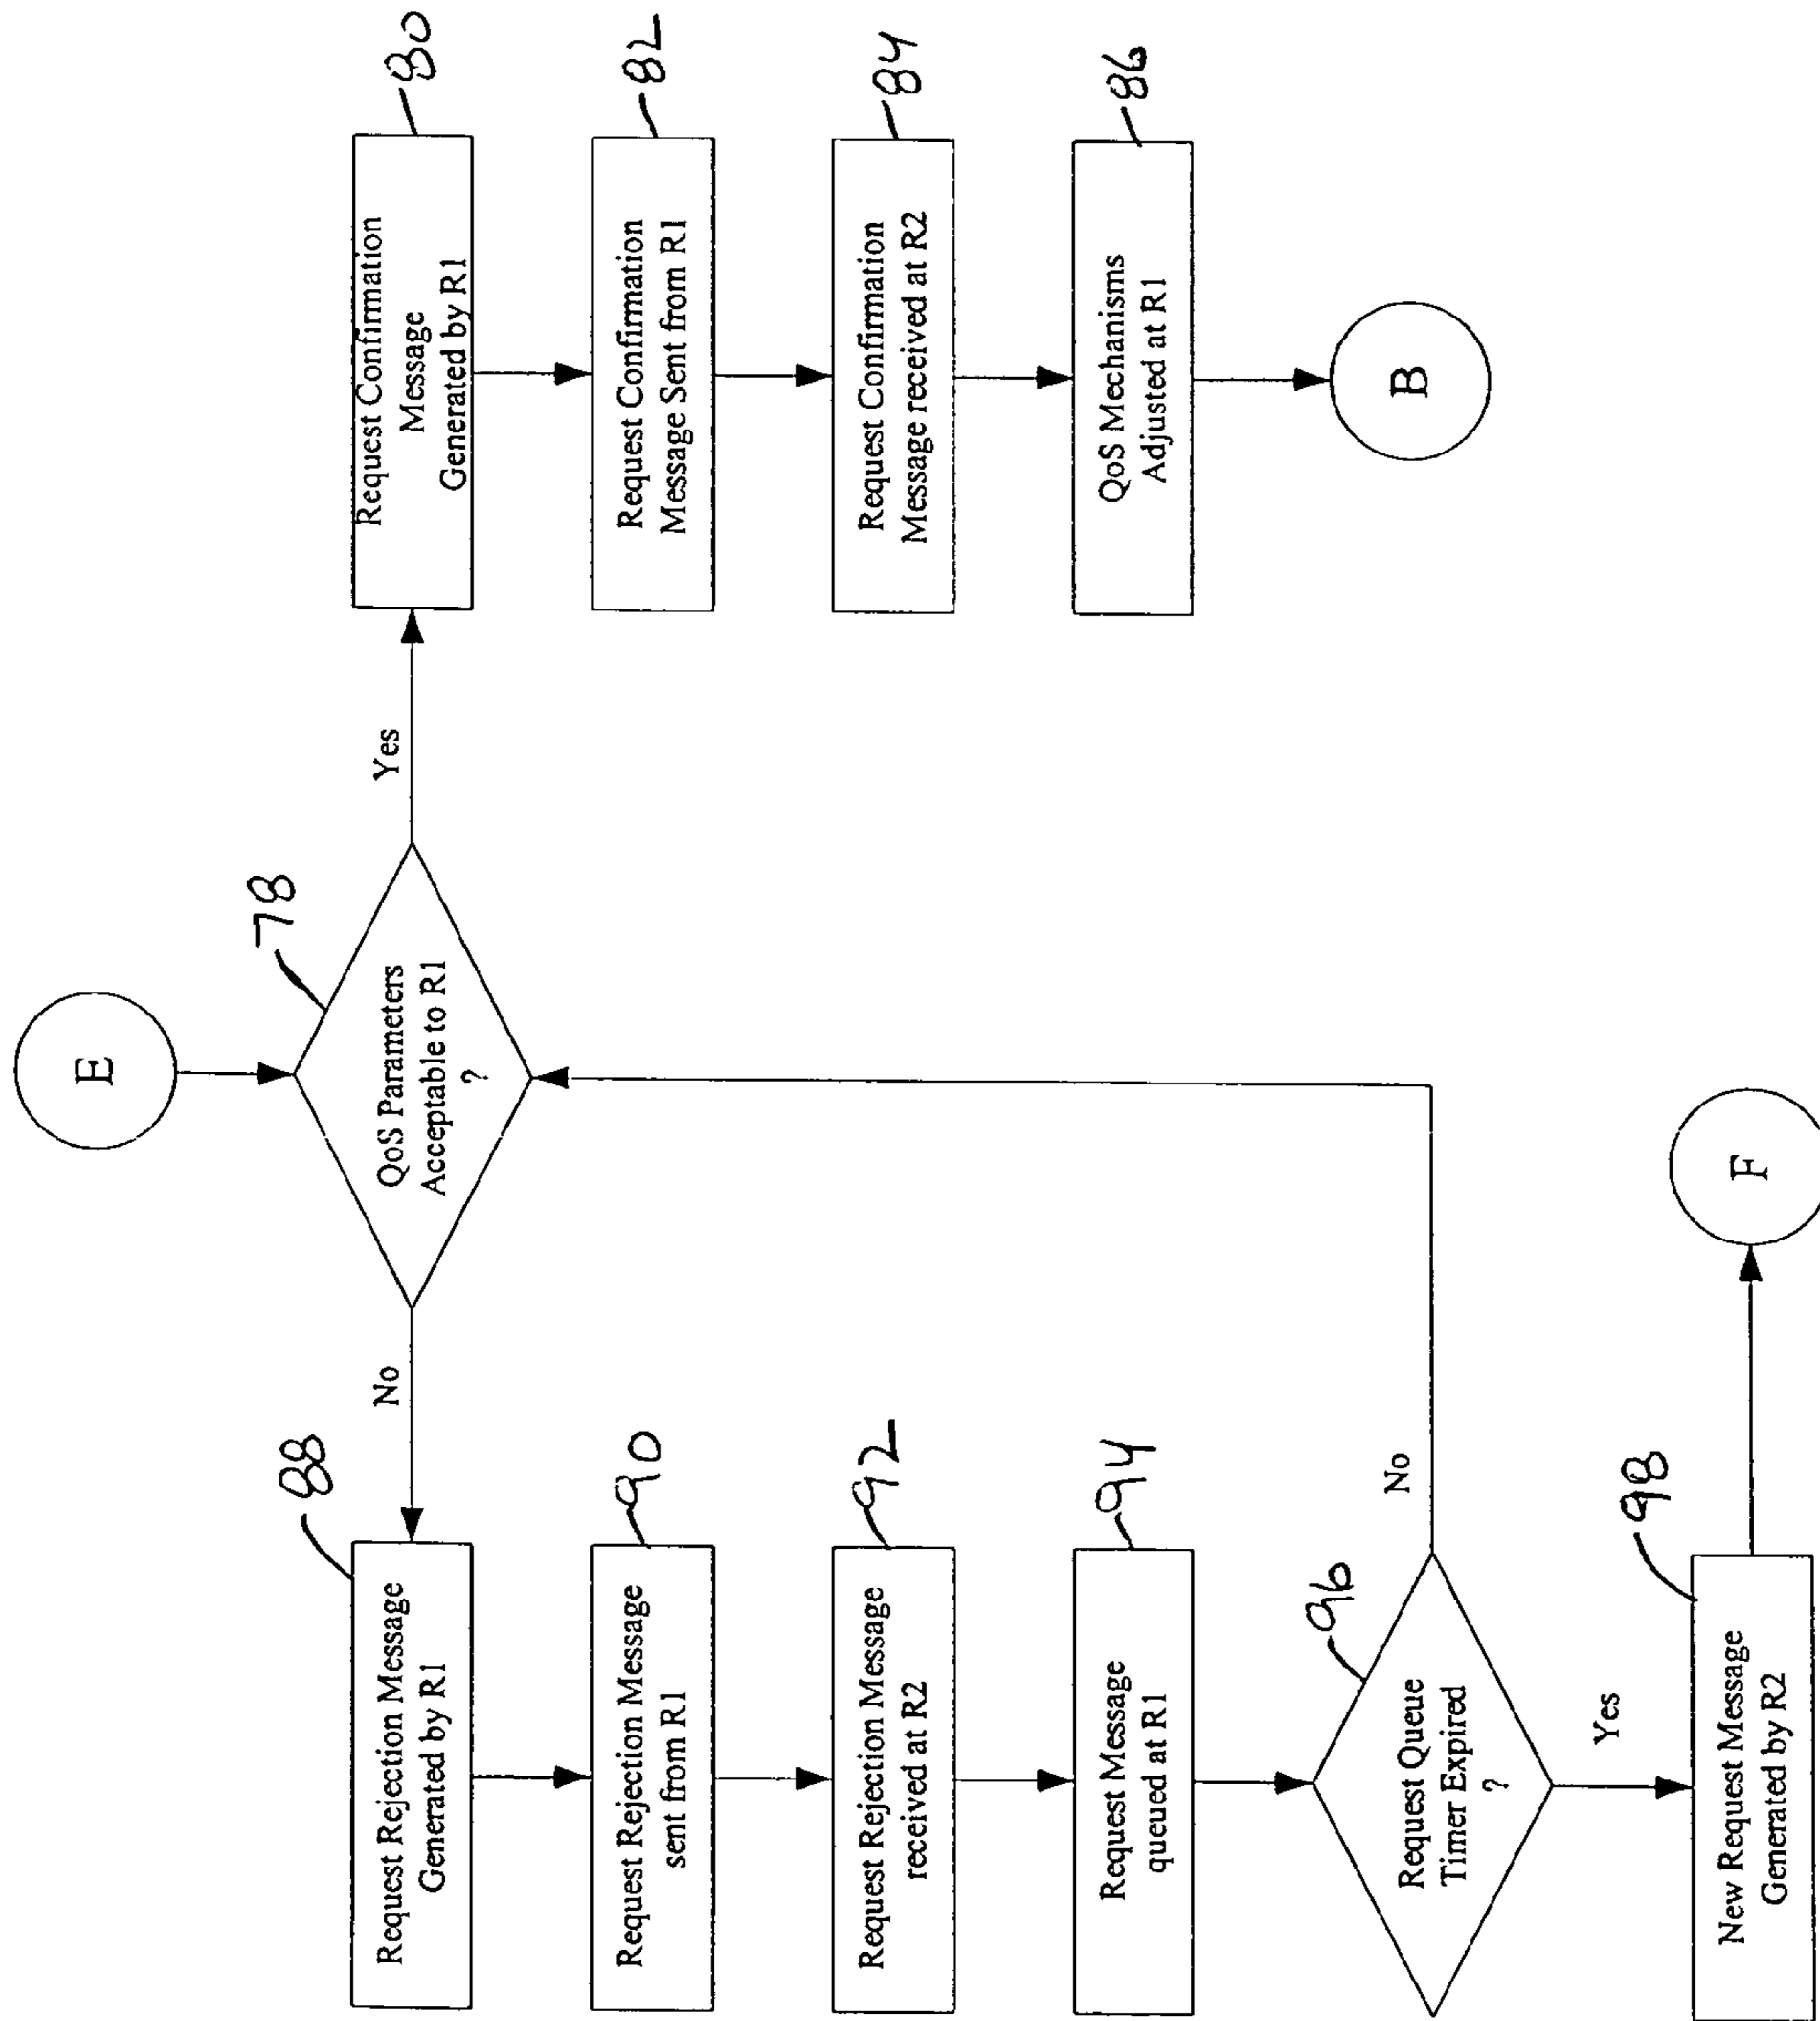 E
78
QoS Parameters
Acceptable to R1
?
Yes
80
Request Confirmation
Message
Generated by R1
82
Request Confirmation
Message Sent from R1
84
Request Confirmation
Message received at R2
86
QoS Mechanisms
Adjusted at R1
B
No
88
Request Rejection Message
Generated by R1
90
Request Rejection Message
sent from R1
92
Request Rejection Message
received at R2
94
Request Message
queued at R1
96
Request Queue
Timer Expired
?
No
Yes
98
New Request Message
Generated by R2
F